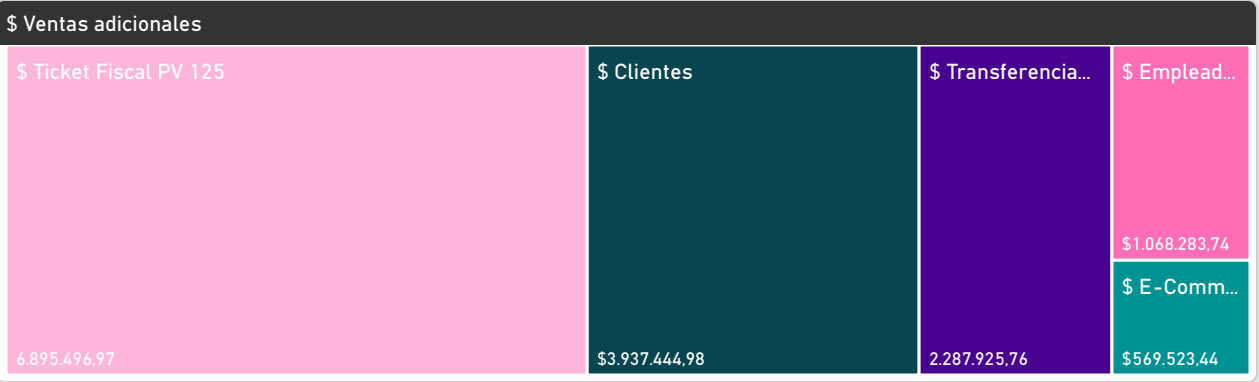 $ Ventas adicionales
$ Ticket Fiscal PV 125
6.895.496,97
$ Clientes
$3.937.444,98
$ Transferencia...
2.287.925,76
$ Emplead...
$1.068.283,74
$ E-Comm...
$569.523,44